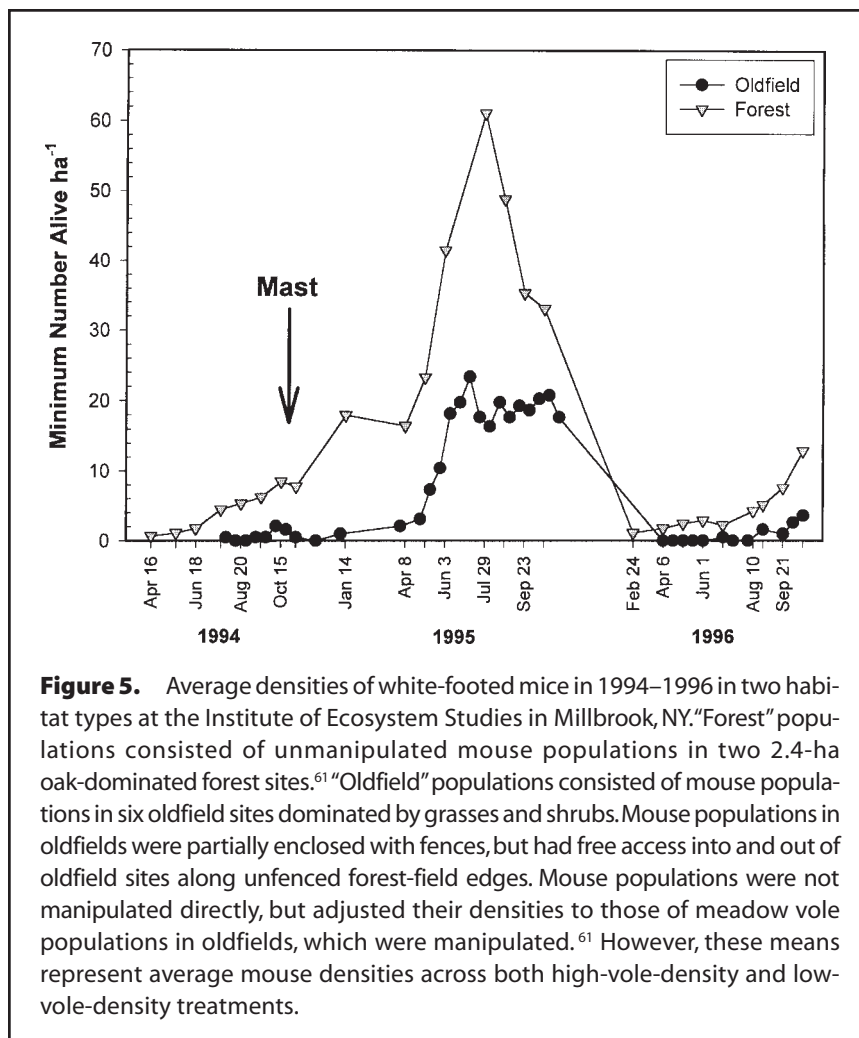 70
60
50
40
30
20
10
0
Minimum Number Alive ha⁻¹
Oldfield
Forest
Mast
Apr 16
Jun 18
Aug 20
Oct 15
Jan 14
Apr 8
Jun 3
Jul 29
Sep 23
Feb 24
Apr 6
Jun 1
Aug 10
Sep 21
1994
1995
1996
Figure 5. Average densities of white-footed mice in 1994–1996 in two habi-
tat types at the Institute of Ecosystem Studies in Millbrook, NY. “Forest” popu-
lations consisted of unmanipulated mouse populations in two 2.4-ha
oak-dominated forest sites.⁶¹ “Oldfield” populations consisted of mouse popula-
tions in six oldfield sites dominated by grasses and shrubs. Mouse populations in
oldfields were partially enclosed with fences, but had free access into and out of
oldfield sites along unfenced forest-field edges. Mouse populations were not
manipulated directly, but adjusted their densities to those of meadow vole
populations in oldfields, which were manipulated.⁶¹ However, these means
represent average mouse densities across both high-vole-density and low-
vole-density treatments.